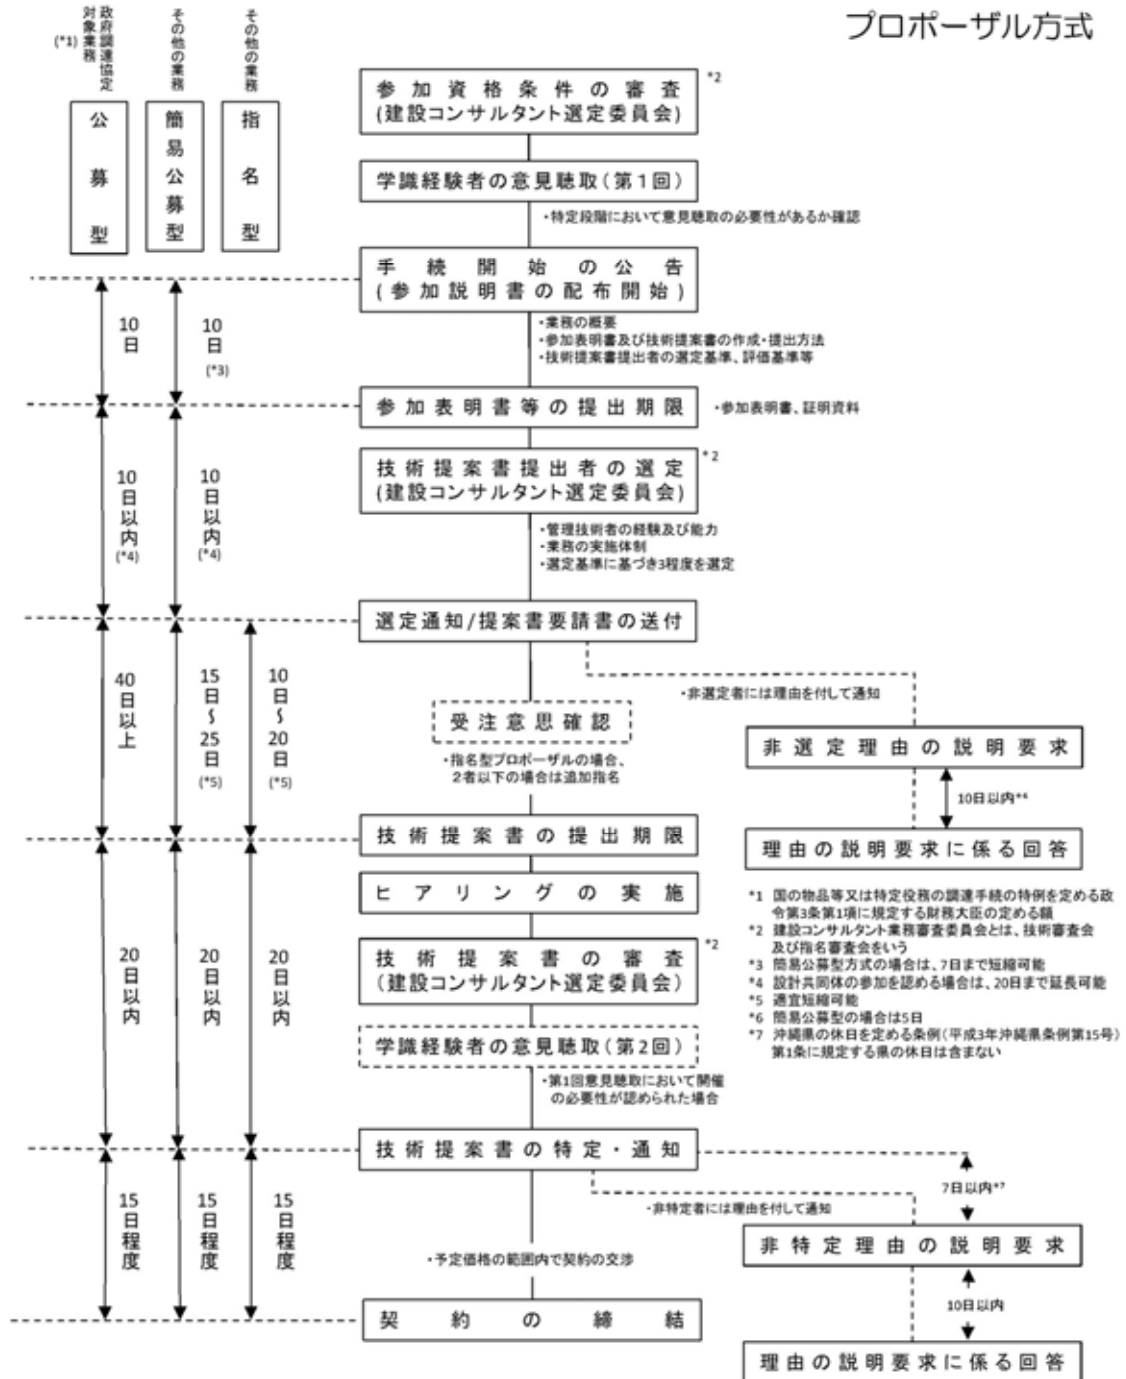 プロポーザル方式
政府調達協定
対象業務
(*1)
その他の業務
その他の業務
公募型
簡易公募型
指名型
参加資格条件の審査
(建設コンサルタント選定委員会)
*2
学識経験者の意見聴取(第1回)
・特定段階において意見聴取の必要性があるか確認
手続開始の公告
(参加説明書の配布開始)
・業務の概要
・参加表明書及び技術提案書の作成・提出方法
・技術提案書提出者の選定基準、評価基準等
10日
10日
(*3)
参加表明書等の提出期限
・参加表明書、証明資料
技術提案書提出者の選定
(建設コンサルタント選定委員会)
*2
・管理技術者の経験及び能力
・業務の実施体制
・選定基準に基づき3程度を選定
10日以内
(*4)
10日以内
(*4)
選定通知/提案書要請書の送付
・非選定者には理由を付して通知
受注意思確認
・指名型プロポーザルの場合、
2者以下の場合は追加指名
40日以上
15日~25日
(*5)
10日~20日
(*5)
非選定理由の説明要求
10日以内*6
理由の説明要求に係る回答
技術提案書の提出期限
ヒアリングの実施
技術提案書の審査
(建設コンサルタント選定委員会)
*2
学識経験者の意見聴取(第2回)
・第1回意見聴取において開催
の必要性が認められた場合
20日以内
20日以内
20日以内
*1 国の物品等又は特定役務の調達手続の特例を定める政
令第3条第1項に規定する財務大臣の定める額
*2 建設コンサルタント業務審査委員会とは、技術審査会
及び指名審査会をいう
*3 簡易公募型方式の場合は、7日まで短縮可能
*4 設計共同体の参加を認める場合は、20日まで延長可能
*5 適宜短縮可能
*6 簡易公募型の場合は5日
*7 沖縄県の休日を定める条例(平成3年沖縄県条例第15号)
第1条に規定する県の休日は含まない
技術提案書の特定・通知
7日以内*7
・非特定者には理由を付して通知
非特定理由の説明要求
10日以内
理由の説明要求に係る回答
15日程度
15日程度
15日程度
・予定価格の範囲内で契約の交渉
契約の締結